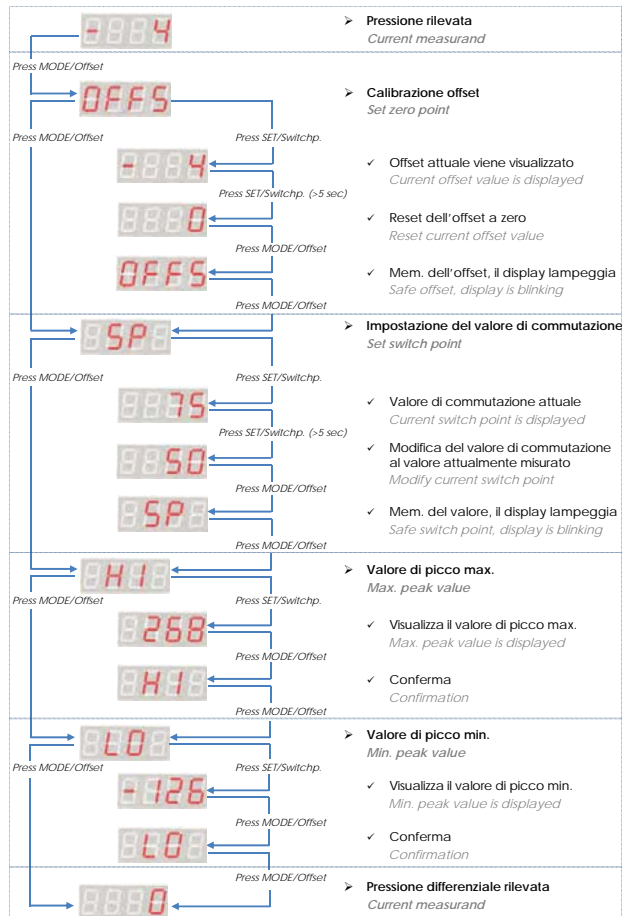 - 4
➢ Pressione rilevata
Current measurand
Press MODE/Offset
OFFS
➢ Calibrazione offset
Set zero point
Press MODE/Offset
Press SET/Switchp.
- 4
✓ Offset attuale viene visualizzato
Current offset value is displayed
Press SET/Switchp. (>5 sec)
0
✓ Reset dell'offset a zero
Reset current offset value
Press MODE/Offset
OFFS
✓ Mem. dell'offset, il display lampeggia
Safe offset, display is blinking
Press MODE/Offset
SP
➢ Impostazione del valore di commutazione
Set switch point
Press MODE/Offset
Press SET/Switchp.
75
✓ Valore di commutazione attuale
Current switch point is displayed
Press SET/Switchp. (>5 sec)
50
✓ Modifica del valore di commutazione
al valore attualmente misurato
Modify current switch point
Press MODE/Offset
SP
✓ Mem. del valore, il display lampeggia
Safe switch point, display is blinking
Press MODE/Offset
HI
➢ Valore di picco max.
Max. peak value
Press MODE/Offset
Press SET/Switchp.
268
✓ Visualizza il valore di picco max.
Max. peak value is displayed
Press MODE/Offset
HI
✓ Conferma
Confirmation
Press MODE/Offset
LO
➢ Valore di picco min.
Min. peak value
Press MODE/Offset
Press SET/Switchp.
-126
✓ Visualizza il valore di picco min.
Min. peak value is displayed
Press MODE/Offset
LO
✓ Conferma
Confirmation
Press MODE/Offset
0
➢ Pressione differenziale rilevata
Current measurand